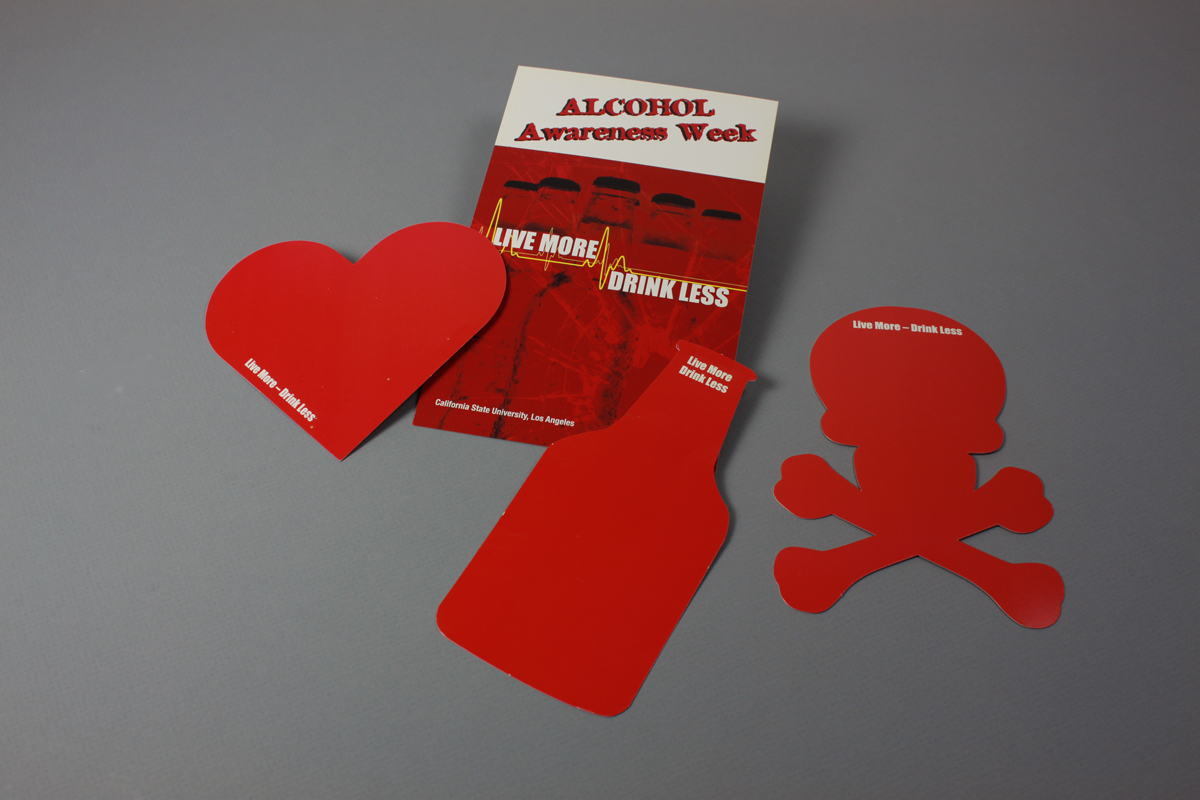 ALCOHOL
Awareness Week
LIVE MORE
DRINK LESS
California State University, Los Angeles
Live More – Drink Less
Live More
Drink Less
Live More – Drink Less